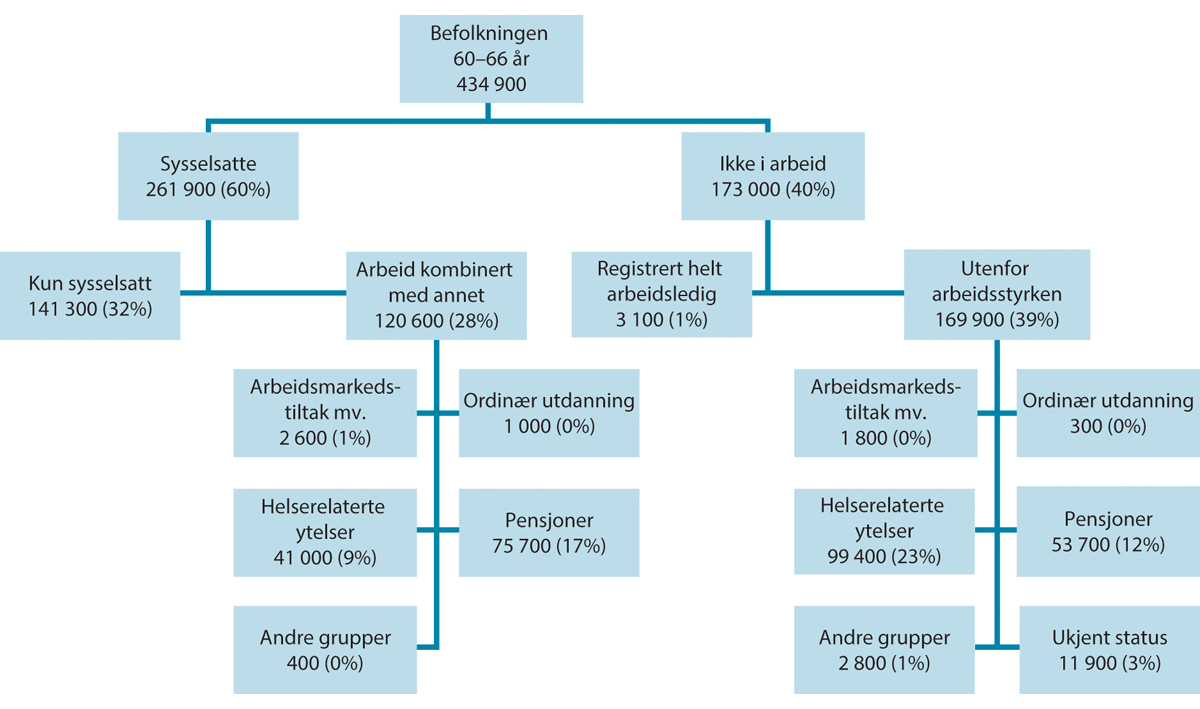 Befolkningen
60–66 år
434 900
Sysselsatte
261 900 (60%)
Ikke i arbeid
173 000 (40%)
Kun sysselsatt
141 300 (32%)
Arbeid kombinert
med annet
120 600 (28%)
Registrert helt
arbeidsledig
3 100 (1%)
Utenfor
arbeidsstyrken
169 900 (39%)
Arbeidsmarkeds-
tiltak mv.
2 600 (1%)
Ordinær utdanning
1 000 (0%)
Arbeidsmarkeds-
tiltak mv.
1 800 (0%)
Ordinær utdanning
300 (0%)
Helserelaterte
ytelser
41 000 (9%)
Pensjoner
75 700 (17%)
Helserelaterte
ytelser
99 400 (23%)
Pensjoner
53 700 (12%)
Andre grupper
400 (0%)
Andre grupper
2 800 (1%)
Ukjent status
11 900 (3%)